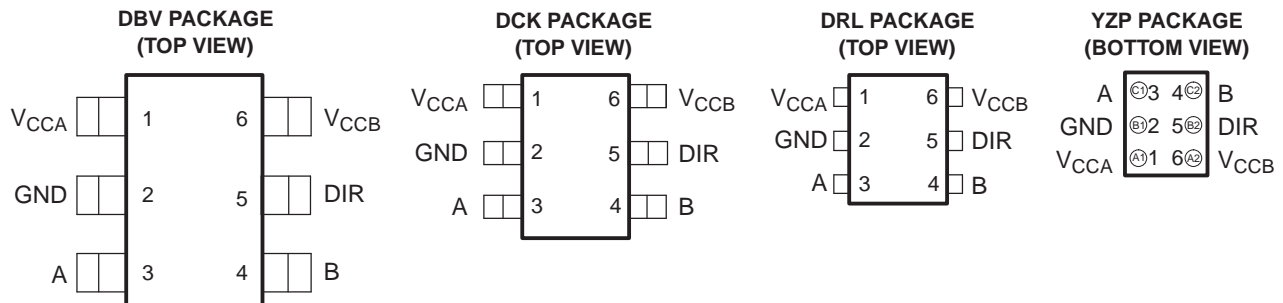 DBV PACKAGE
(TOP VIEW)
VCCA 1 6 VCCB
GND 2 5 DIR
A 3 4 B
DCK PACKAGE
(TOP VIEW)
VCCA 1 6 VCCB
GND 2 5 DIR
A 3 4 B
DRL PACKAGE
(TOP VIEW)
VCCA 1 6 VCCB
GND 2 5 DIR
A 3 4 B
YZP PACKAGE
(BOTTOM VIEW)
A C1 3 4 C2 B
GND B1 2 5 B2 DIR
VCCA A1 1 6 A2 VCCB